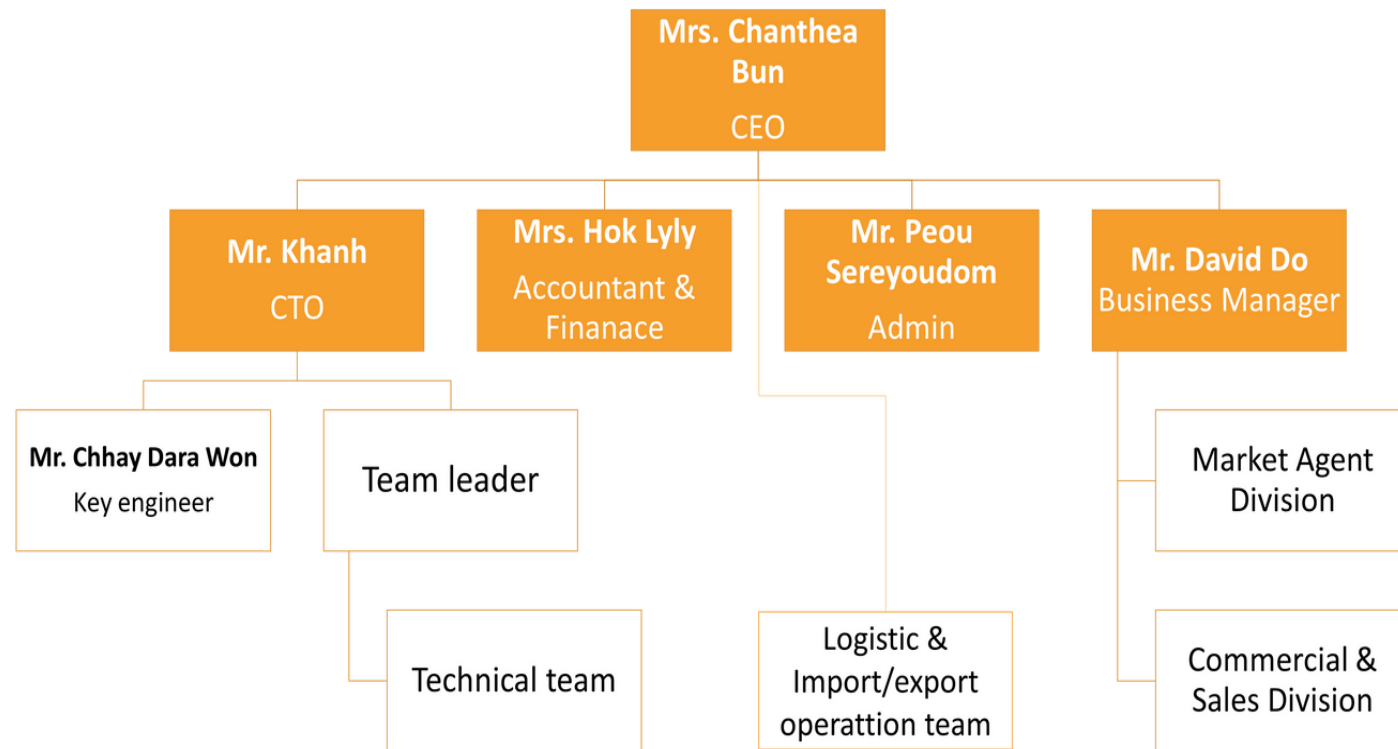 Mrs. Chanthea
Bun
CEO
Mr. Khanh
CTO
Mrs. Hok Lyly
Accountant &
Finanace
Mr. Peou
Sereyoudom
Admin
Mr. David Do
Business Manager
Mr. Chhay Dara Won
Key engineer
Team leader
Market Agent
Division
Technical team
Logistic &
Import/export
operattion team
Commercial &
Sales Division